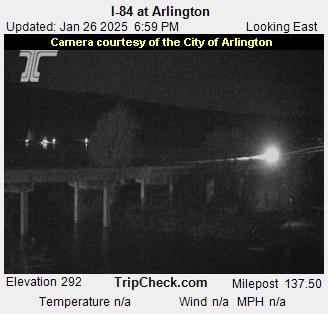 I-84 at Arlington
Updated: Jan 26 2025 6:59 PM Looking East
Camera courtesy of the City of Arlington
Elevation 292 TripCheck.com Milepost 137.50
Temperature n/a Wind n/a MPH n/a